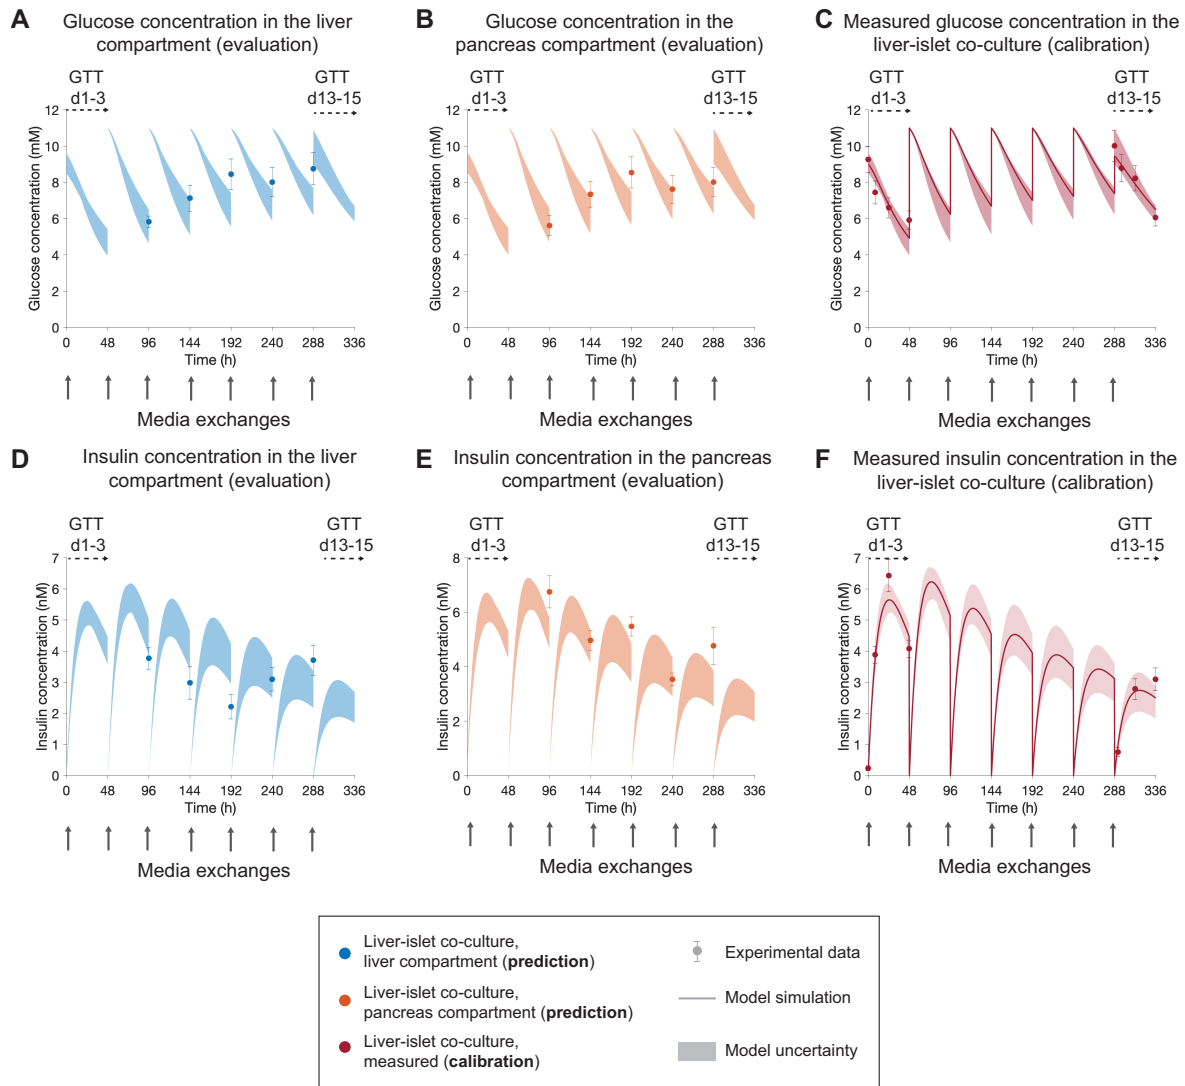 A
Glucose concentration in the liver
compartment (evaluation)
GTT
d1-3
GTT
d13-15
Glucose concentration (mM)
12
10
8
6
4
2
0
0 48 96 144 192 240 288 336
Time (h)
Media exchanges
B
Glucose concentration in the
pancreas compartment (evaluation)
GTT
d1-3
GTT
d13-15
Glucose concentration (mM)
12
10
8
6
4
2
0
0 48 96 144 192 240 288 336
Time (h)
Media exchanges
C
Measured glucose concentration in the
liver-islet co-culture (calibration)
GTT
d1-3
GTT
d13-15
Glucose concentration (mM)
12
10
8
6
4
2
0
0 48 96 144 192 240 288 336
Time (h)
Media exchanges
D
Insulin concentration in the liver
compartment (evaluation)
GTT
d1-3
GTT
d13-15
Insulin concentration (nM)
7
6
5
4
3
2
1
0
0 48 96 144 192 240 288 336
Time (h)
Media exchanges
E
Insulin concentration in the pancreas
compartment (evaluation)
GTT
d1-3
GTT
d13-15
Insulin concentration (nM)
8
6
4
2
0
0 48 96 144 192 240 288 336
Time (h)
Media exchanges
F
Measured insulin concentration in the
liver-islet co-culture (calibration)
GTT
d1-3
GTT
d13-15
Insulin concentration (nM)
7
6
5
4
3
2
1
0
0 48 96 144 192 240 288 336
Time (h)
Media exchanges
Liver-islet co-culture,
liver compartment (prediction)
Liver-islet co-culture,
pancreas compartment (prediction)
Liver-islet co-culture,
measured (calibration)
Experimental data
Model simulation
Model uncertainty